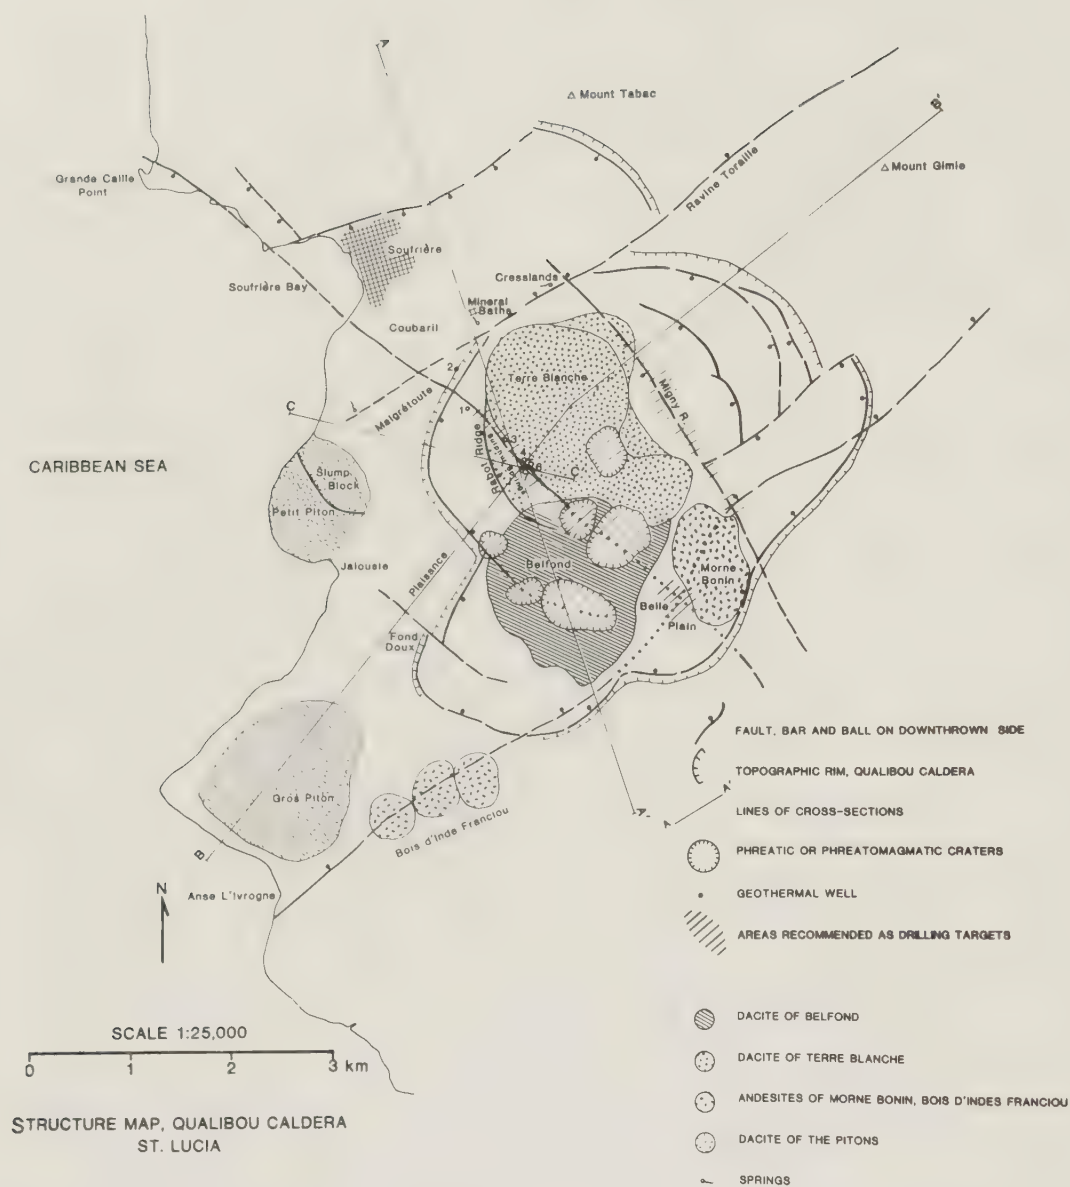 A
Mount Tabac
B'
Mount Gimie
Ravine Toraille
Grande Caille
Point
Soufrière
Soufrière Bay
Cresslands
Mineral
Baths
Coubaril
Terre Blanche
Migny R.
2
Malgrétoute
1
3
4
C
Rabot Ridge
C'
CARIBBEAN SEA
Slump
Block
Petit Piton
Jalousie
Plaisance
Belfond
Morne
Bonin
Belle
Plain
Fond
Doux
Gros Piton
Bois d'Inde Franciou
B
Anse L'Ivrogne
N
A'
FAULT, BAR AND BALL ON DOWNTHROWN SIDE
TOPOGRAPHIC RIM, QUALIBOU CALDERA
A A'
LINES OF CROSS-SECTIONS
PHREATIC OR PHREATOMAGMATIC CRATERS
GEOTHERMAL WELL
AREAS RECOMMENDED AS DRILLING TARGETS
DACITE OF BELFOND
DACITE OF TERRE BLANCHE
ANDESITES OF MORNE BONIN, BOIS D'INDES FRANCIOU
DACITE OF THE PITONS
SPRINGS
SCALE 1:25,000
0 1 2 3 km
STRUCTURE MAP, QUALIBOU CALDERA
ST. LUCIA